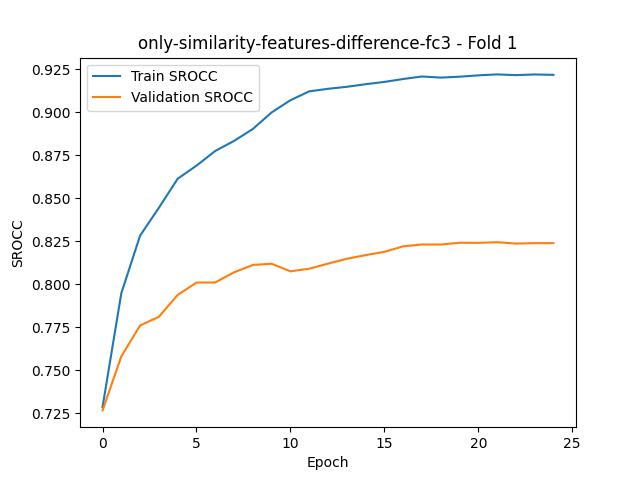 only-similarity-features-difference-fc3 - Fold 1
Train SROCC
Validation SROCC
0.925
0.900
0.875
0.850
0.825
0.800
0.775
0.750
0.725
SROCC
0 5 10 15 20 25
Epoch